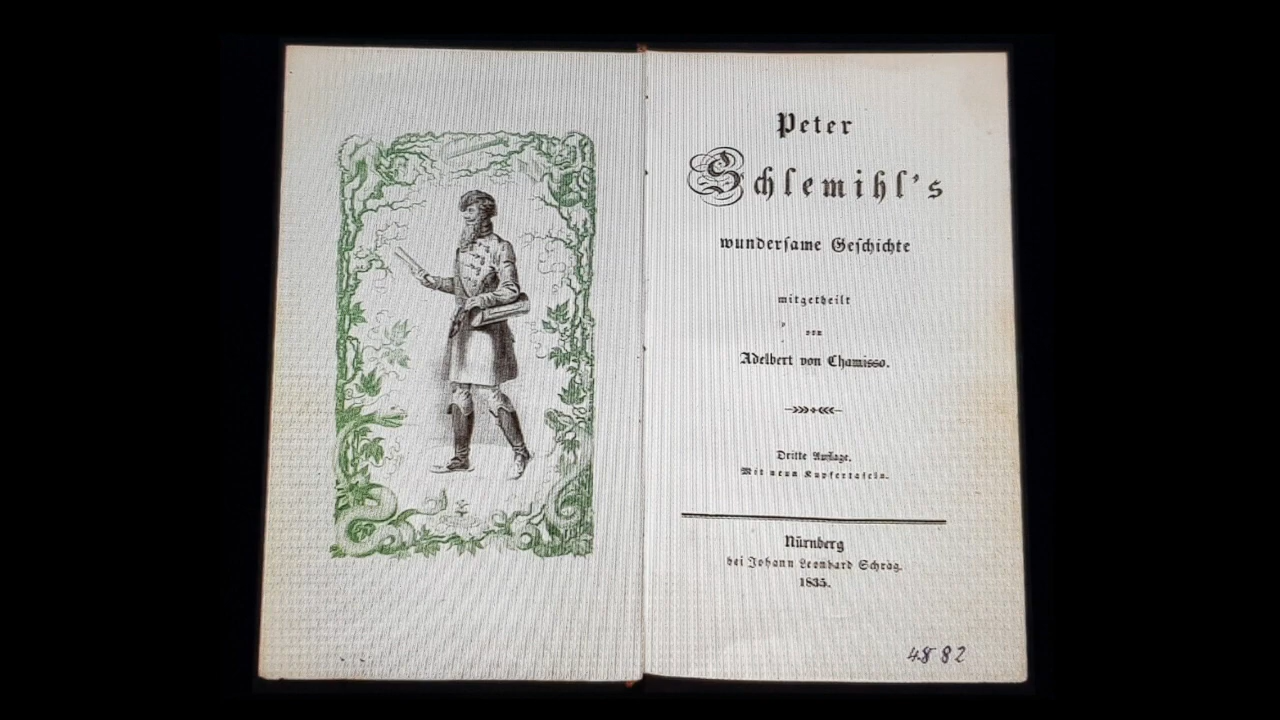 Peter
Schlemihl's
wunderſame Geſchichte
mitgetheilt
von
Adelbert von Chamisso.
Dritte Auflage.
Mit neun Kupfertafeln.
Nürnberg
bei Johann Leonhard Schrag.
1835.
4882